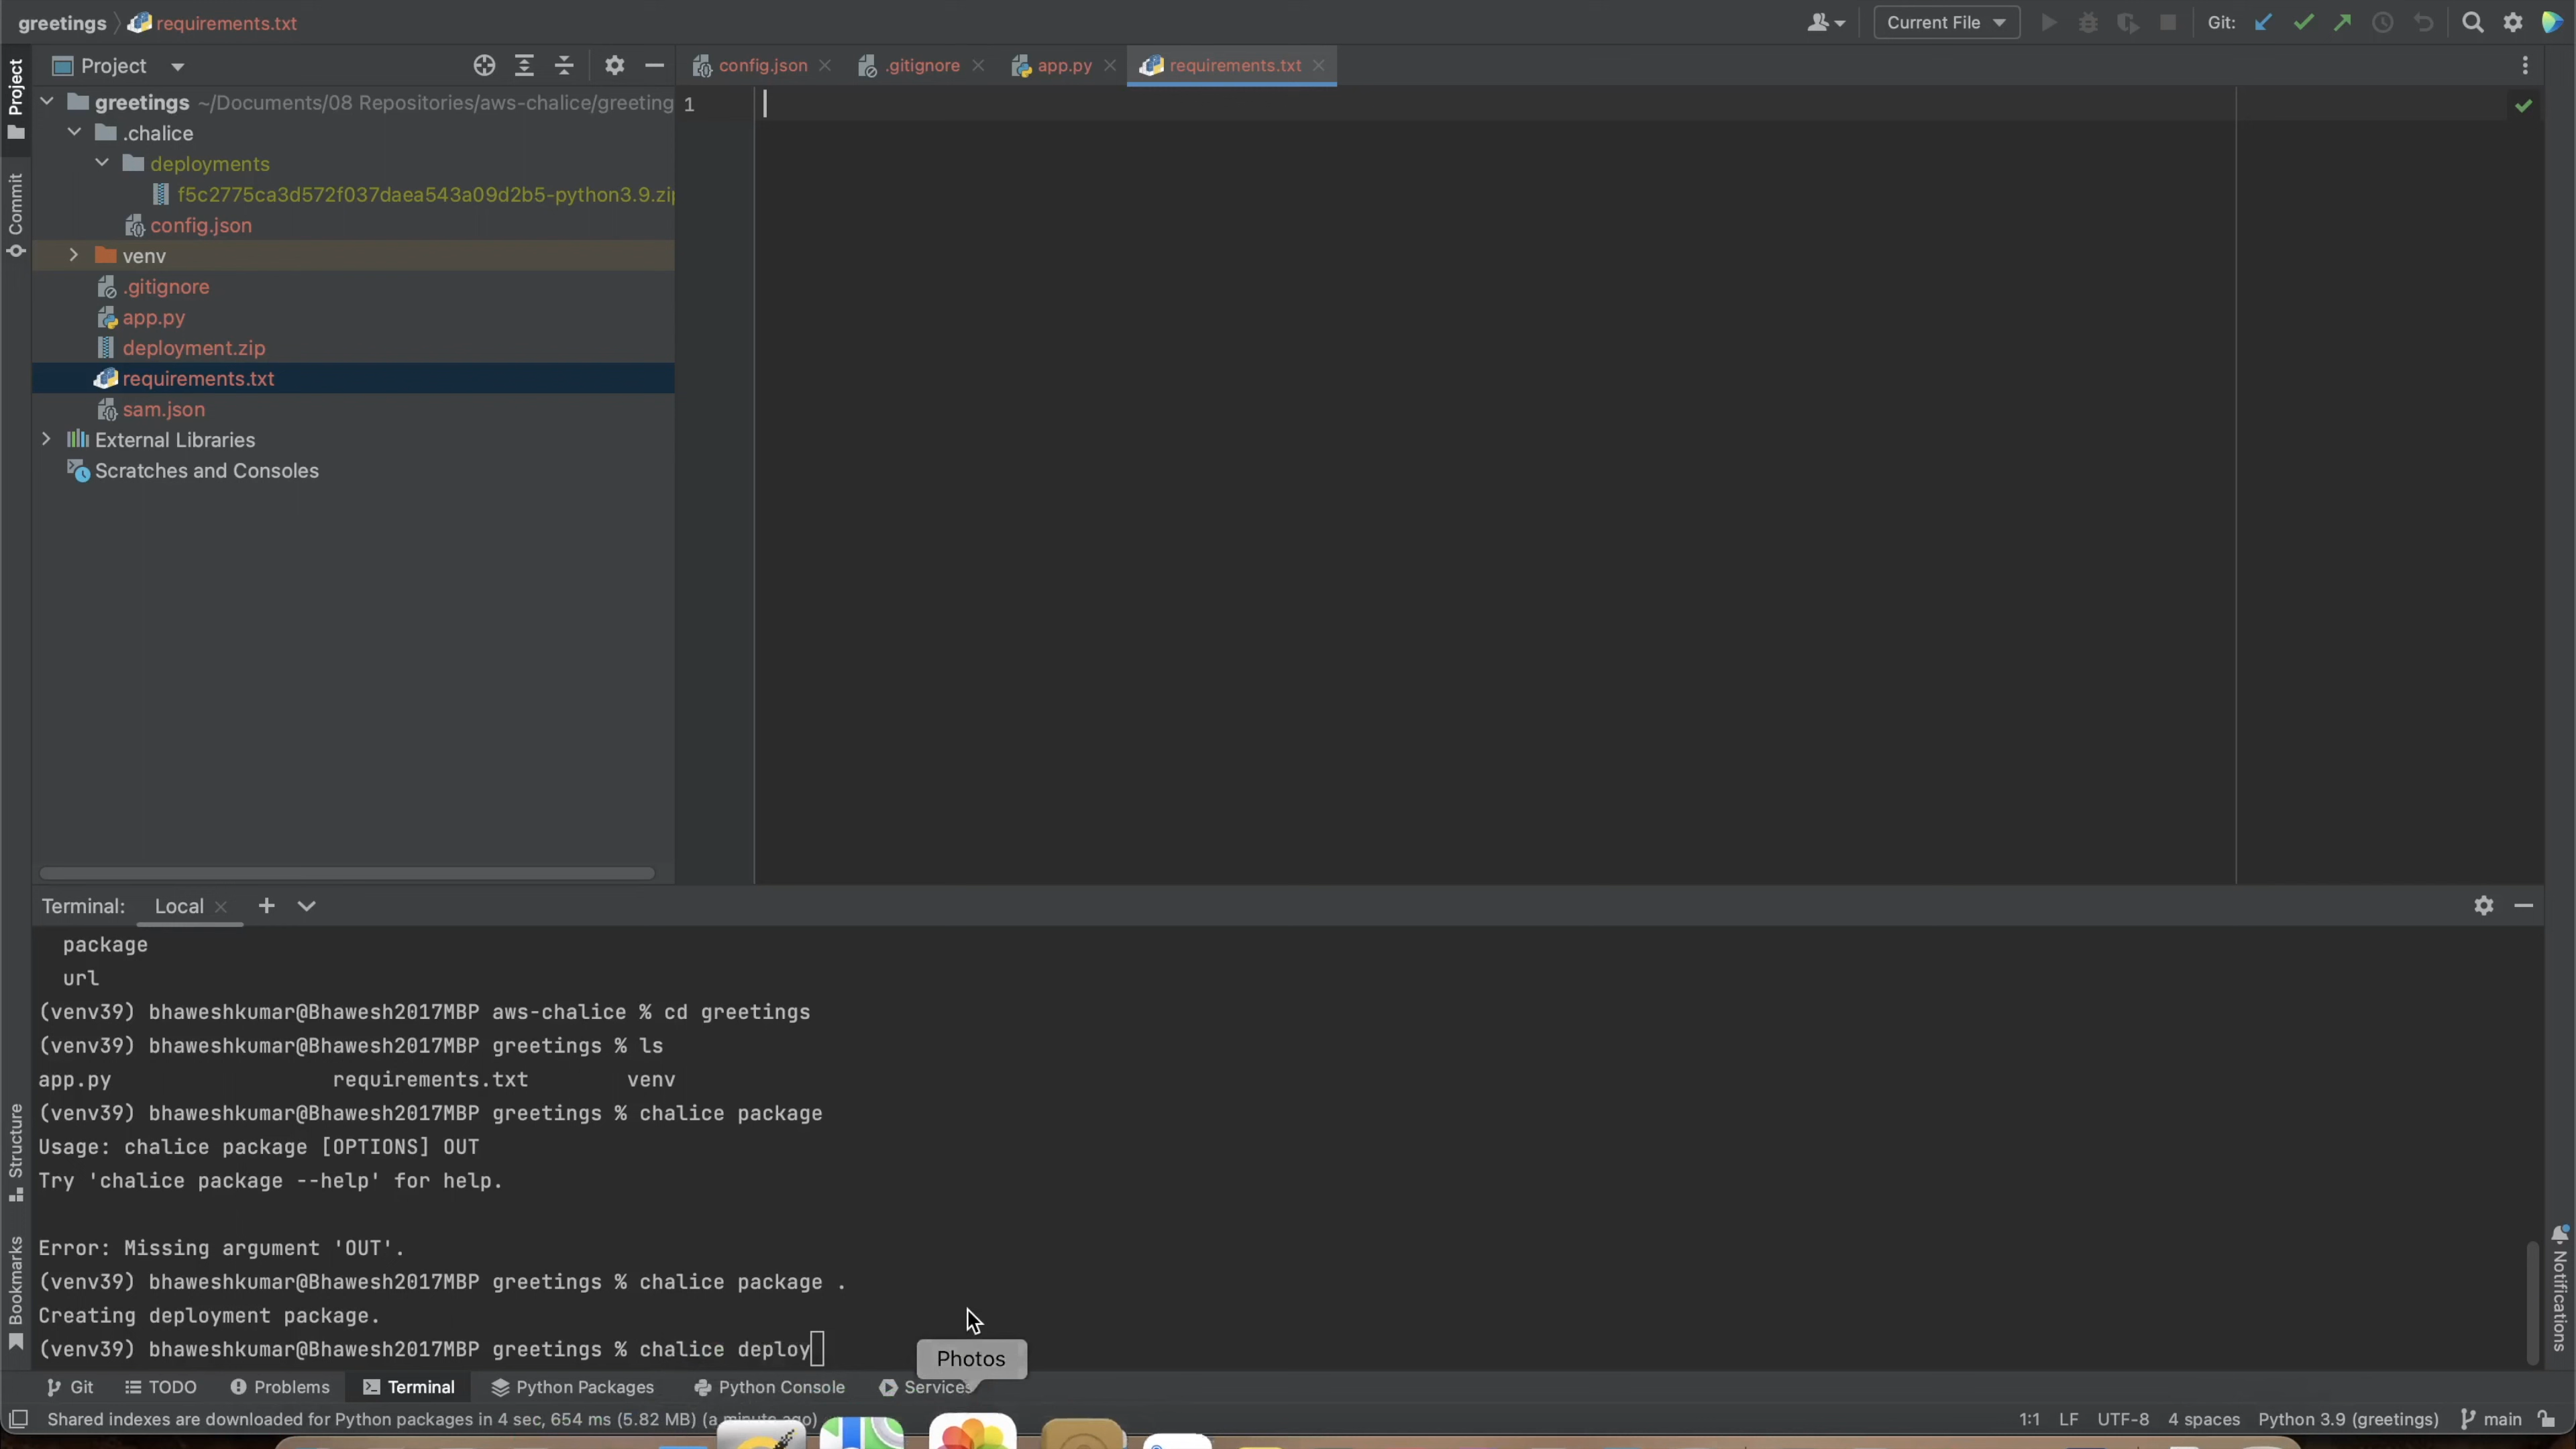 greetings
requirements.txt
Current File
Git:
Project
config.json
.gitignore
app.py
requirements.txt
greetings ~/Documents/08 Repositories/aws-chalice/greeting
.chalice
deployments
f5c2775ca3d572f037daea543a09d2b5-python3.9.zip
config.json
venv
.gitignore
app.py
deployment.zip
requirements.txt
sam.json
External Libraries
Scratches and Consoles
1
Project
Commit
Structure
Bookmarks
Notifications
Terminal: Local
package
url
(venv39) bhaweshkumar@Bhawesh2017MBP aws-chalice % cd greetings
(venv39) bhaweshkumar@Bhawesh2017MBP greetings % ls
app.py requirements.txt venv
(venv39) bhaweshkumar@Bhawesh2017MBP greetings % chalice package
Usage: chalice package [OPTIONS] OUT
Try 'chalice package --help' for help.
Error: Missing argument 'OUT'.
(venv39) bhaweshkumar@Bhawesh2017MBP greetings % chalice package .
Creating deployment package.
(venv39) bhaweshkumar@Bhawesh2017MBP greetings % chalice deploy
Photos
Git TODO Problems Terminal Python Packages Python Console Services
Shared indexes are downloaded for Python packages in 4 sec, 654 ms (5.82 MB) (a minute ago)
1:1 LF UTF-8 4 spaces Python 3.9 (greetings) main